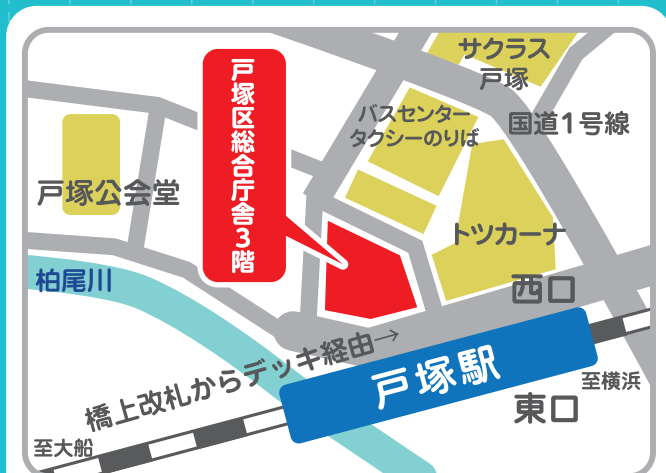 サクラス
戸塚
バスセンター
タクシーのりば
国道1号線
戸塚区総合庁舎3階
戸塚公会堂
トツカーナ
柏尾川
西口
橋上改札からデッキ経由→
戸塚駅
至横浜
東口
至大船